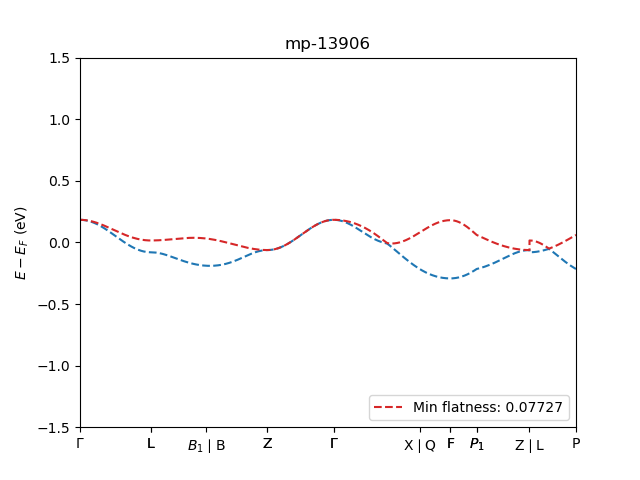 mp-13906
1.5
1.0
0.5
0.0
−0.5
−1.0
−1.5
E − E_F (eV)
Min flatness: 0.07727
Γ L B₁ | B Z Γ X | Q F P₁ Z | L P